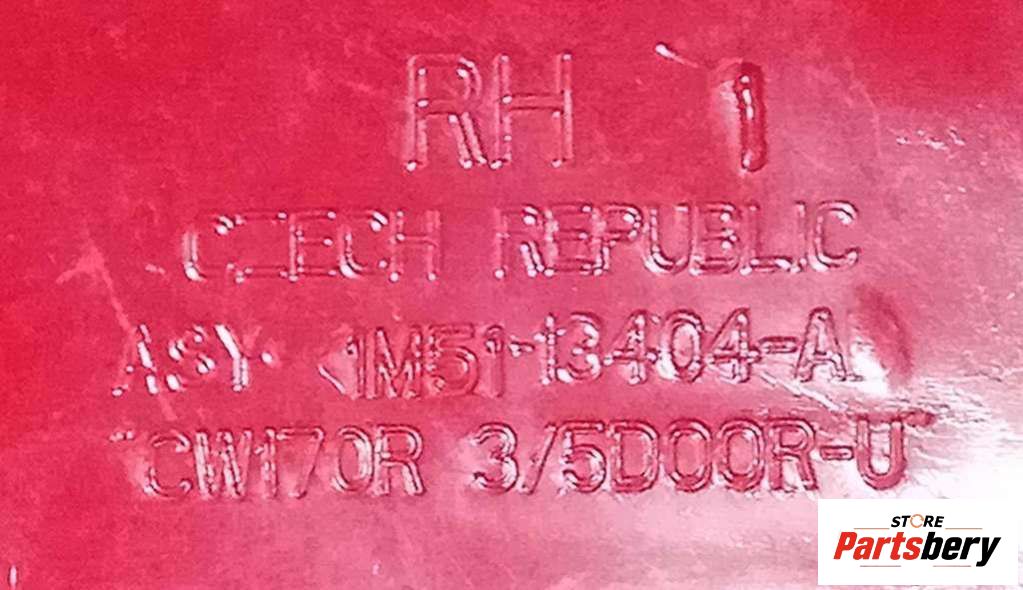 RH 1
CZECH REPUBLIC
ASY 1M51-13404-A
CW170R 3/5DOOR-U
STORE
Partsbery